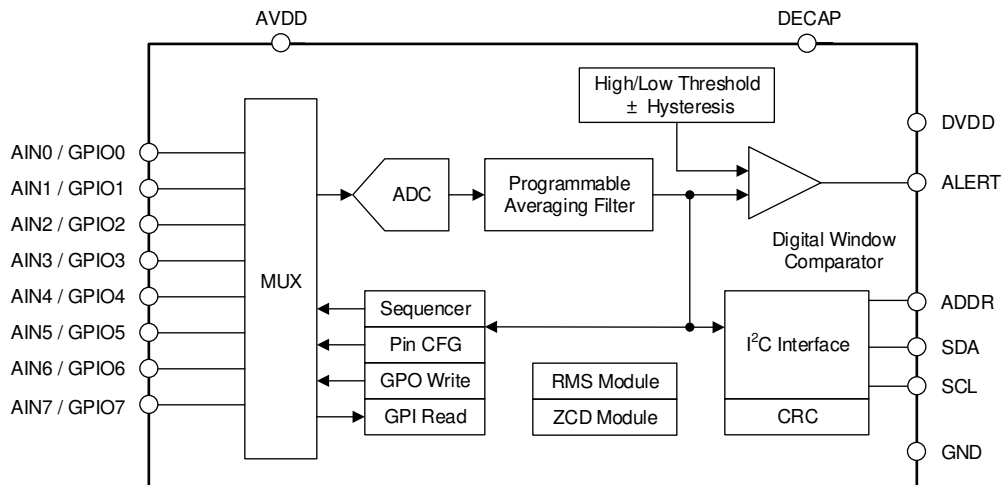 AVDD
DECAP
High/Low Threshold
± Hysteresis
DVDD
AIN0 / GPIO0
AIN1 / GPIO1
AIN2 / GPIO2
AIN3 / GPIO3
AIN4 / GPIO4
AIN5 / GPIO5
AIN6 / GPIO6
AIN7 / GPIO7
MUX
ADC
Programmable
Averaging Filter
ALERT
Digital Window
Comparator
Sequencer
Pin CFG
GPO Write
GPI Read
RMS Module
ZCD Module
I²C Interface
CRC
ADDR
SDA
SCL
GND